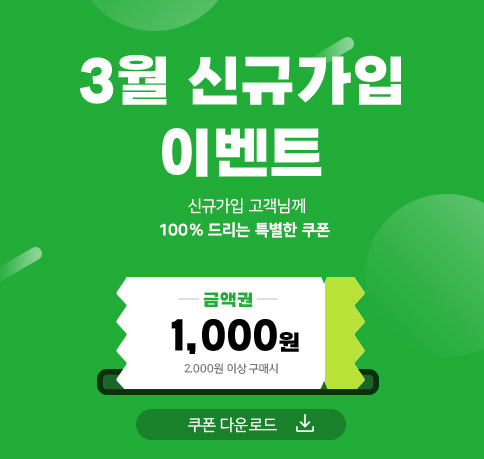 3월 신규가입
이벤트
신규가입 고객님께
100% 드리는 특별한 쿠폰
금액권
1,000원
2.000원 이상 구매시
쿠폰 다운로드